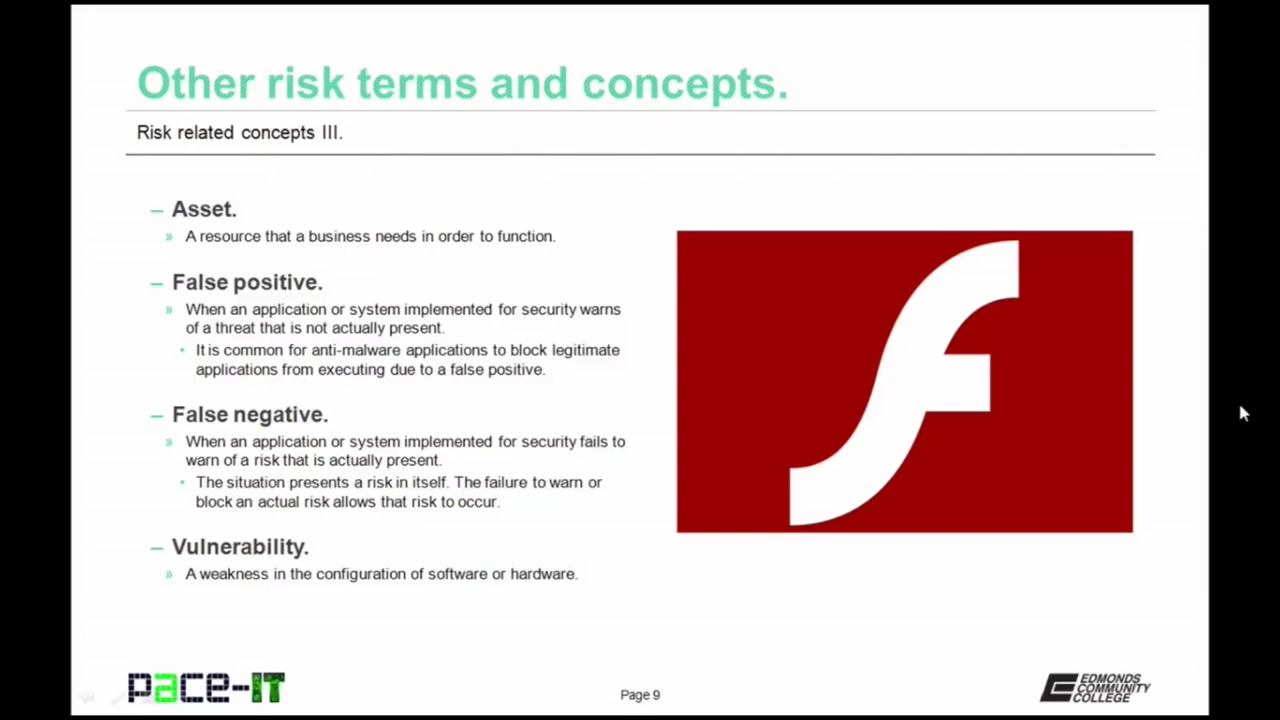 Other risk terms and concepts.
Risk related concepts III.
– Asset.
» A resource that a business needs in order to function.
– False positive.
» When an application or system implemented for security warns
of a threat that is not actually present.
• It is common for anti-malware applications to block legitimate
applications from executing due to a false positive.
– False negative.
» When an application or system implemented for security fails to
warn of a risk that is actually present.
• The situation presents a risk in itself. The failure to warn or
block an actual risk allows that risk to occur.
– Vulnerability.
» A weakness in the configuration of software or hardware.
pace-IT
Page 9
EDMONDS
COMMUNITY
COLLEGE